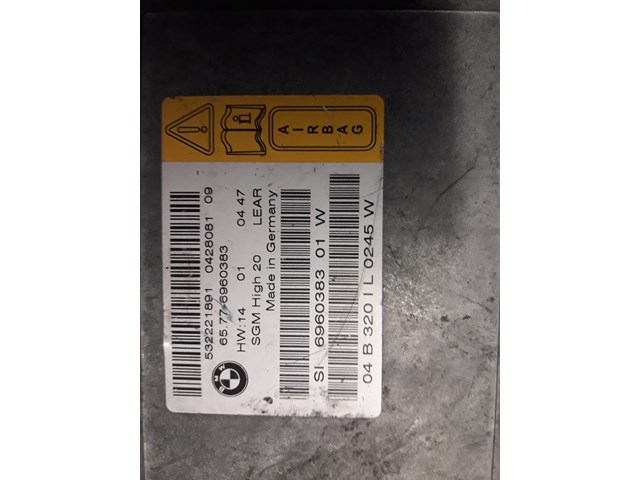 AIRBAG
532221891 0428081 09
65.77-6960383
HW:14 01 04 47
SGM High 20 LEAR
Made in Germany
SI 6960383 01 W
04 B 320 I L 0245 W
BMW